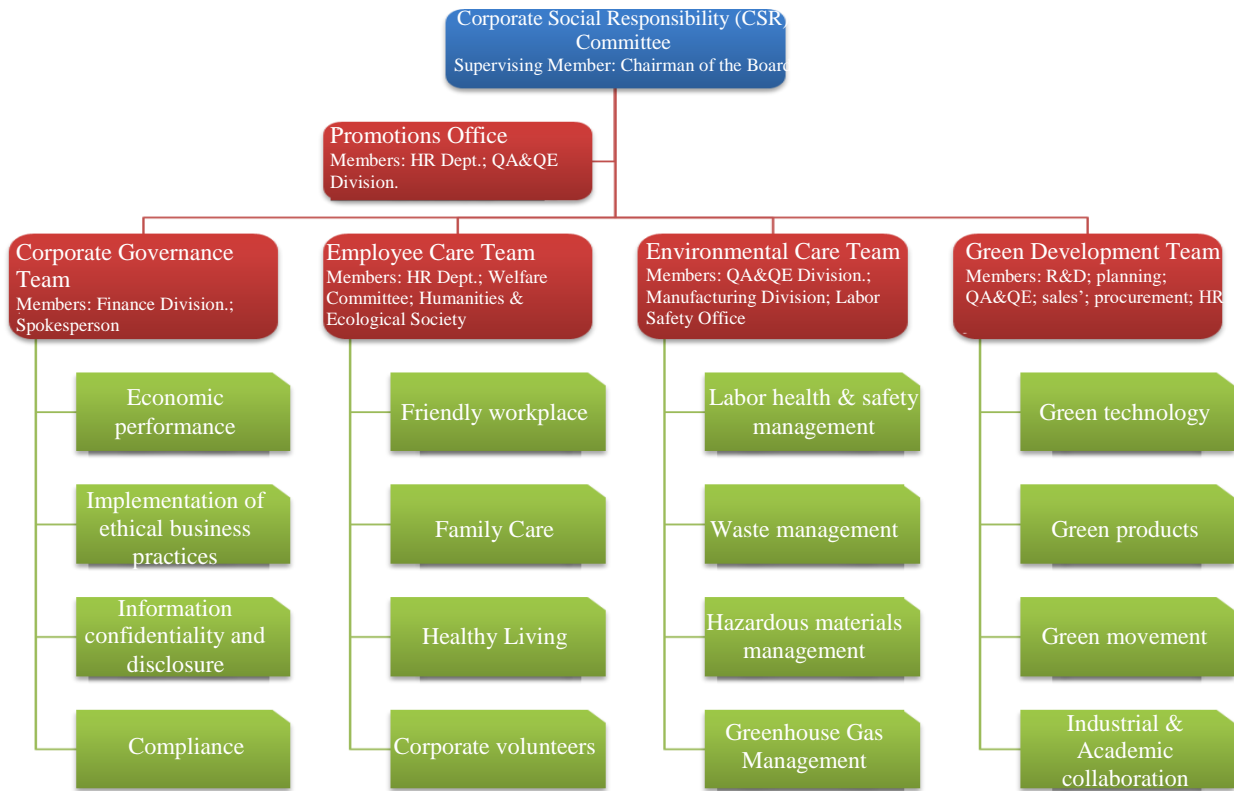 Corporate Social Responsibility (CSR)
Committee
Supervising Member: Chairman of the Board
Promotions Office
Members: HR Dept.; QA&QE
Division.
Corporate Governance
Team
Members: Finance Division.;
Spokesperson
Economic
performance
Implementation of
ethical business
practices
Information
confidentiality and
disclosure
Compliance
Employee Care Team
Members: HR Dept.; Welfare
Committee; Humanities &
Ecological Society
Friendly workplace
Family Care
Healthy Living
Corporate volunteers
Environmental Care Team
Members: QA&QE Division.;
Manufacturing Division; Labor
Safety Office
Labor health & safety
management
Waste management
Hazardous materials
management
Greenhouse Gas
Management
Green Development Team
Members: R&D; planning;
QA&QE; sales’; procurement; HR
Green technology
Green products
Green movement
Industrial &
Academic
collaboration